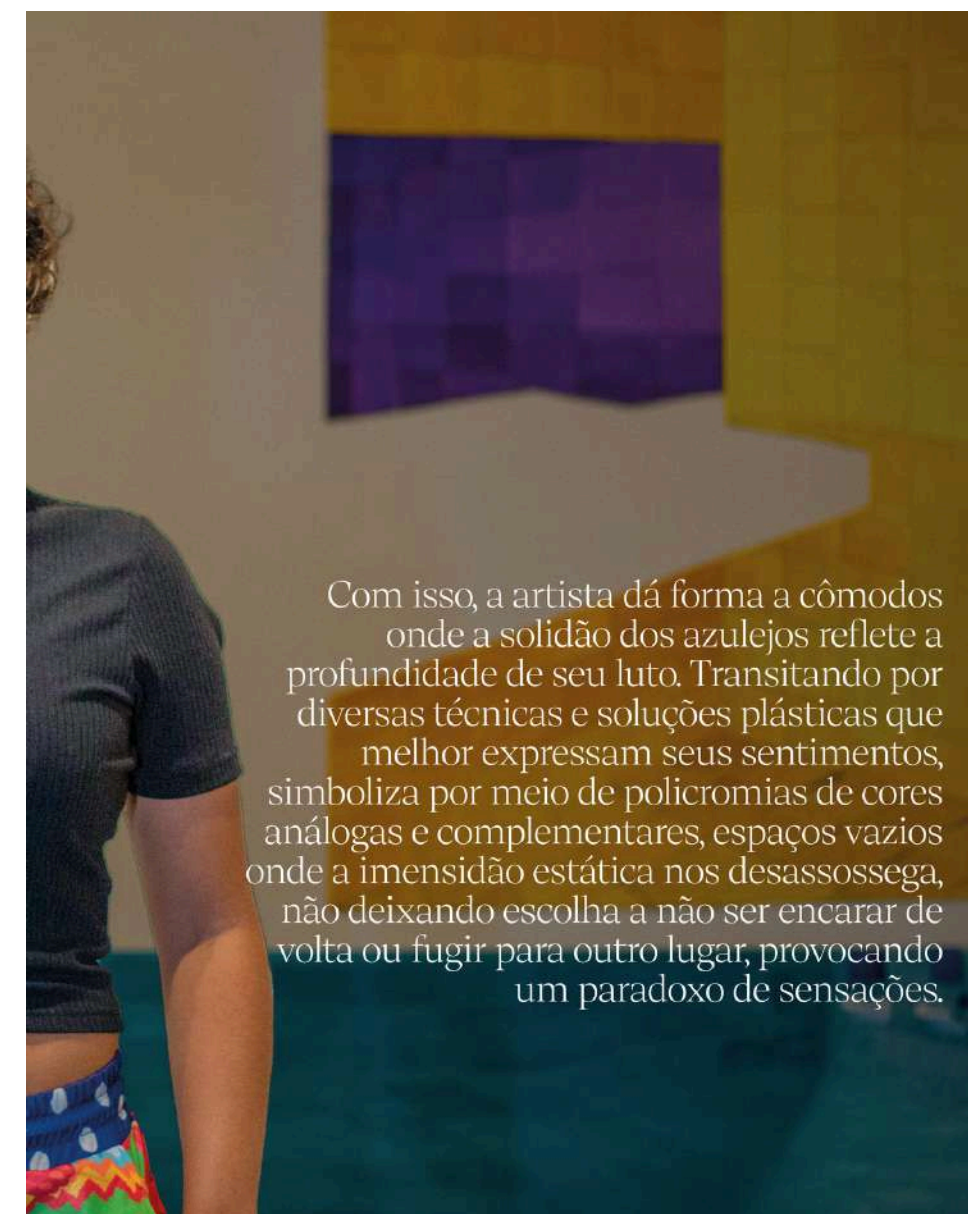 Com isso, a artista dá forma a cômodos
onde a solidão dos azulejos reflete a
profundidade de seu luto. Transitando por
diversas técnicas e soluções plásticas que
melhor expressam seus sentimentos,
simboliza por meio de policromias de cores
análogas e complementares, espaços vazios
onde a imensidão estática nos desassossega,
não deixando escolha a não ser encarar de
volta ou fugir para outro lugar, provocando
um paradoxo de sensações.